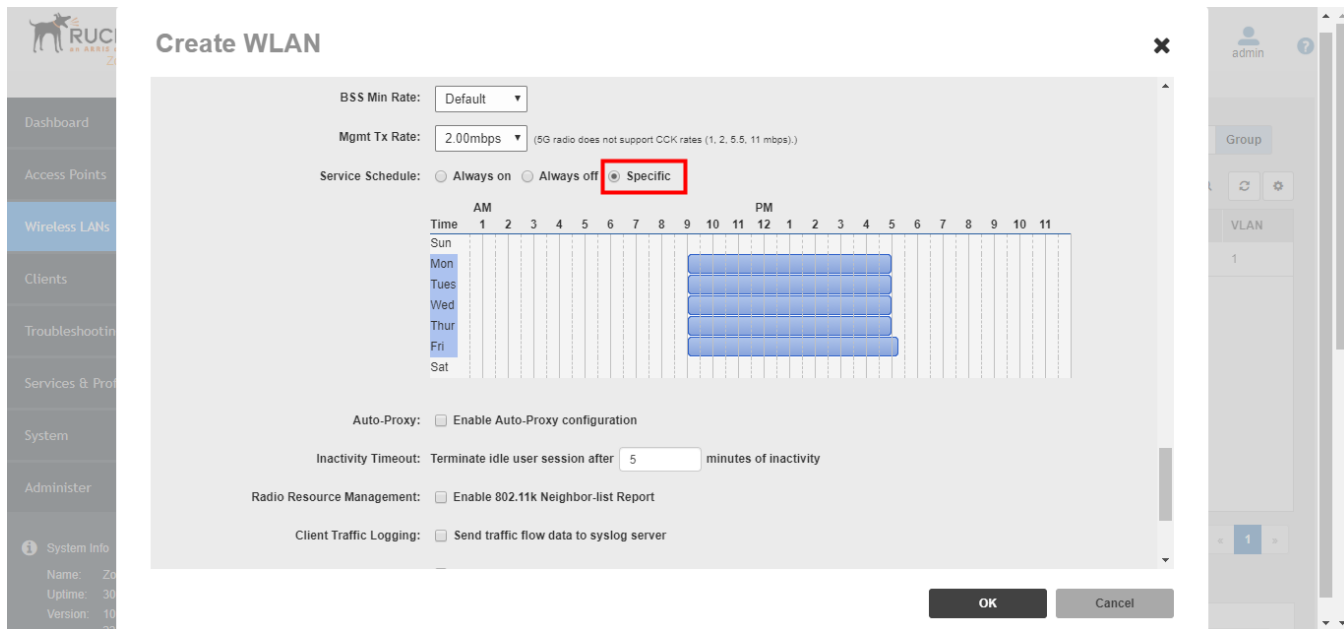 RUC
admin
Create WLAN
Dashboard
Access Points
Wireless LANs
Clients
Troubleshootin
Services & Prof
System
Administer
System Info
Name: Zo
Uptime: 30
Version: 10
BSS Min Rate: Default
Mgmt Tx Rate: 2.00mbps (5G radio does not support CCK rates (1, 2, 5.5, 11 mbps).)
Service Schedule: Always on Always off Specific
AM PM
Time 1 2 3 4 5 6 7 8 9 10 11 12 1 2 3 4 5 6 7 8 9 10 11
Sun
Mon
Tues
Wed
Thur
Fri
Sat
Auto-Proxy: Enable Auto-Proxy configuration
Inactivity Timeout: Terminate idle user session after 5 minutes of inactivity
Radio Resource Management: Enable 802.11k Neighbor-list Report
Client Traffic Logging: Send traffic flow data to syslog server
OK Cancel
Group
VLAN
1
« 1 »